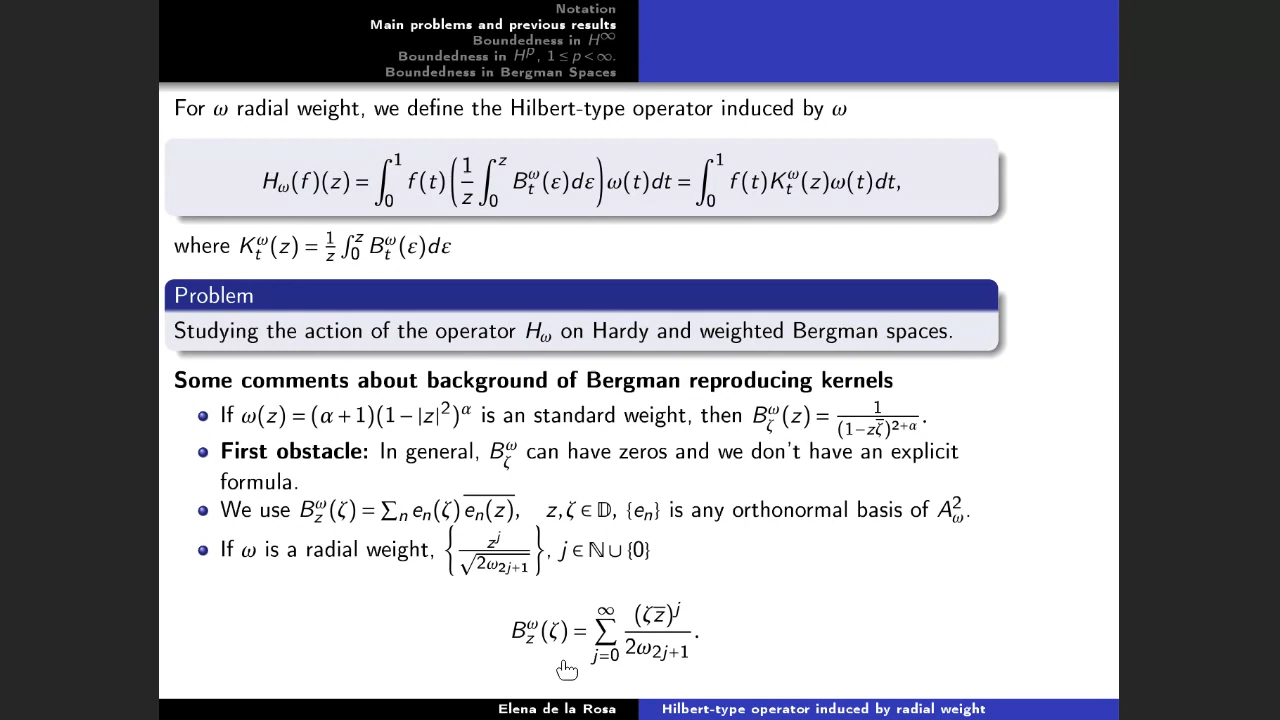 Notation
Main problems and previous results
Boundedness in H^∞
Boundedness in H^p, 1 ≤ p < ∞.
Boundedness in Bergman Spaces
For ω radial weight, we define the Hilbert-type operator induced by ω
H_ω(f)(z) = ∫_0^1 f(t) (1/z ∫_0^z B_t^ω(ε)dε) ω(t)dt = ∫_0^1 f(t)K_t^ω(z)ω(t)dt,
where K_t^ω(z) = 1/z ∫_0^z B_t^ω(ε)dε
Problem
Studying the action of the operator H_ω on Hardy and weighted Bergman spaces.
Some comments about background of Bergman reproducing kernels
If ω(z) = (α + 1)(1 − |z|^2)^α is an standard weight, then B_ζ^ω(z) = 1/(1−z\overline{ζ})^{2+α}.
First obstacle: In general, B_ζ^ω can have zeros and we don't have an explicit
formula.
We use B_z^ω(ζ) = ∑_n e_n(ζ) \overline{e_n(z)}, z, ζ ∈ 𝔻, {e_n} is any orthonormal basis of A_ω^2.
If ω is a radial weight, {z^j/√(2ω_{2j+1})}, j ∈ ℕ ∪ {0}
B_z^ω(ζ) = ∑_{j=0}^∞ (ζ\overline{z})^j/2ω_{2j+1}.
Elena de la Rosa Hilbert-type operator induced by radial weight